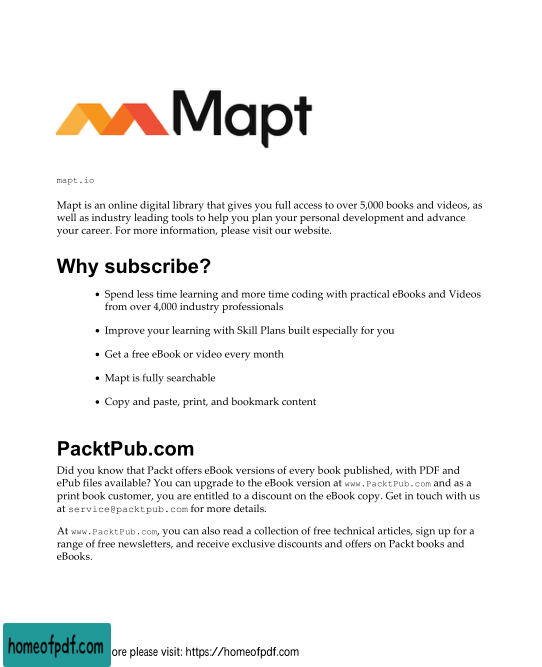 Mapt
mapt.io
Mapt is an online digital library that gives you full access to over 5,000 books and videos, as
well as industry leading tools to help you plan your personal development and advance
your career. For more information, please visit our website.
Why subscribe?
• Spend less time learning and more time coding with practical eBooks and Videos
from over 4,000 industry professionals
• Improve your learning with Skill Plans built especially for you
• Get a free eBook or video every month
• Mapt is fully searchable
• Copy and paste, print, and bookmark content
PacktPub.com
Did you know that Packt offers eBook versions of every book published, with PDF and
ePub files available? You can upgrade to the eBook version at www.PacktPub.com and as a
print book customer, you are entitled to a discount on the eBook copy. Get in touch with us
at service@packtpub.com for more details.
At www.PacktPub.com, you can also read a collection of free technical articles, sign up for a
range of free newsletters, and receive exclusive discounts and offers on Packt books and
eBooks.
homeofpdf.com ore please visit: https://homeofpdf.com